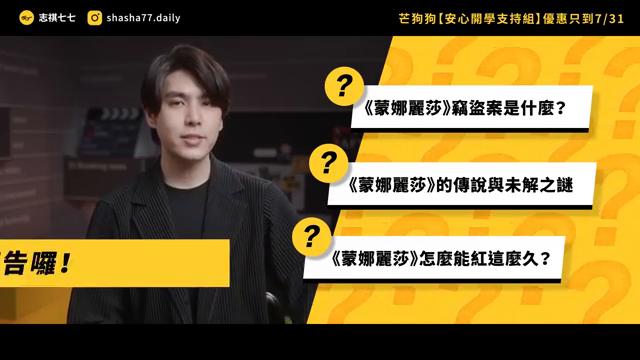 志祺七七 shasha77.daily 芒狗狗【安心開學支持組】優惠只到7/31
?
《蒙娜麗莎》竊盜案是什麼？
?
《蒙娜麗莎》的傳說與未解之謎
?
《蒙娜麗莎》怎麼能紅這麼久？
告囉！